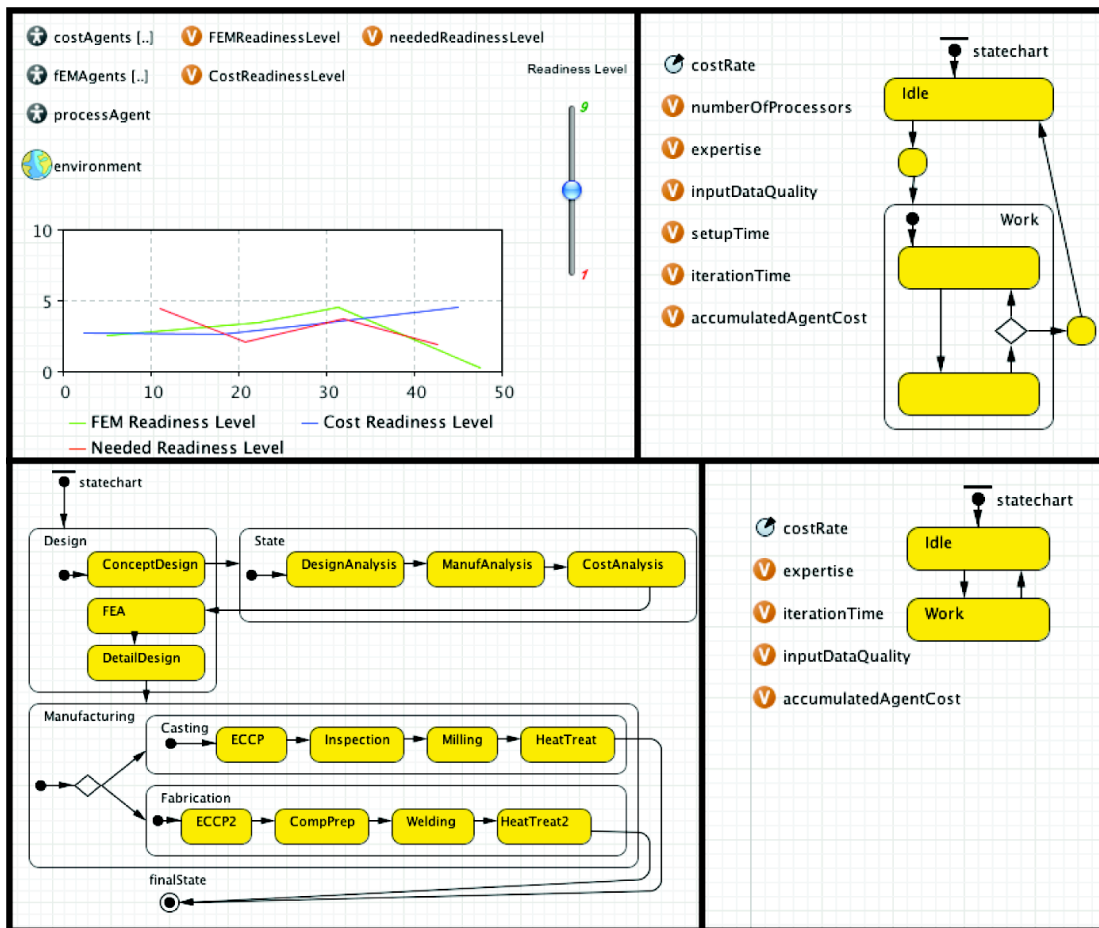 costAgents [..]
FEMReadinessLevel
neededReadinessLevel
fEMAgents [..]
CostReadinessLevel
Readiness Level
9
processAgent
environment
1
10
5
0
0
10
20
30
40
50
FEM Readiness Level
Cost Readiness Level
Needed Readiness Level
statechart
costRate
Idle
numberOfProcessors
expertise
inputDataQuality
Work
setupTime
iterationTime
accumulatedAgentCost
statechart
Design
State
ConceptDesign
DesignAnalysis
ManufAnalysis
CostAnalysis
FEA
DetailDesign
Manufacturing
Casting
ECCP
Inspection
Milling
HeatTreat
Fabrication
ECCP2
CompPrep
Welding
HeatTreat2
finalState
statechart
costRate
Idle
expertise
iterationTime
Work
inputDataQuality
accumulatedAgentCost